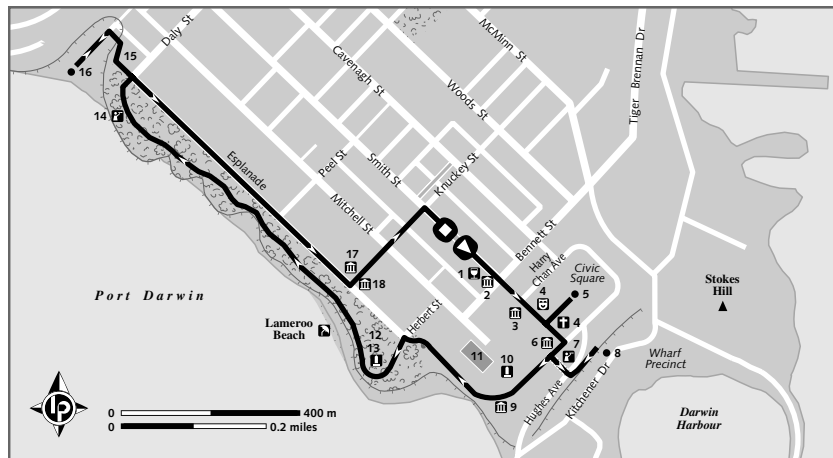 McMinn St
Daly St
Cavenagh St
Woods St
Tiger Brennan Dr
15
16
14
Esplanade
Peel St
Smith St
Knuckey St
Mitchell St
Bennett St
Harry
Chan Ave
Civic
Square
17
18
1
2
3
4
5
4
6
7
8
Stokes
Hill
Port Darwin
Lameroo
Beach
Herbert St
12
13
11
10
9
Hughes Ave
Kitchener Dr
Wharf
Precinct
Darwin
Harbour
LP
0 400 m
0 0.2 miles